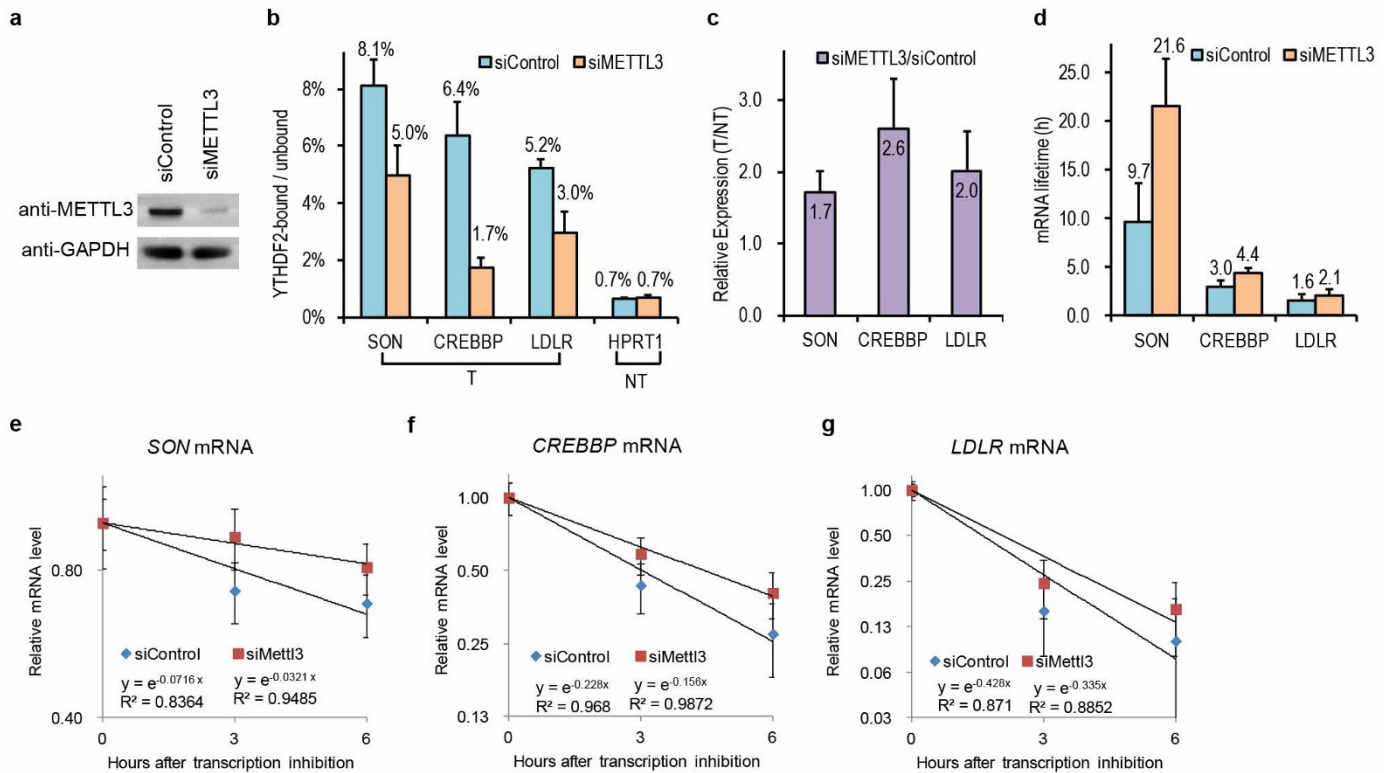 a
siControl
siMETTL3
anti-METTL3
anti-GAPDH
b
siControl siMETTL3
YTHDF2-bound / unbound
8%
6%
4%
2%
0%
8.1%
5.0%
6.4%
1.7%
5.2%
3.0%
0.7% 0.7%
SON CREBBP LDLR HPRT1
T NT
c
siMETTL3/siControl
Relative Expression (T/NT)
3.0
2.0
1.0
0.0
1.7
2.6
2.0
SON CREBBP LDLR
d
siControl siMETTL3
mRNA lifetime (h)
25.0
20.0
15.0
10.0
5.0
0.0
9.7
21.6
3.0
4.4
1.6
2.1
SON CREBBP LDLR
e
SON mRNA
Relative mRNA level
0.80
0.40
siControl siMettl3
y = e-0.0716 x y = e-0.0321 x
R² = 0.8364 R² = 0.9485
0 3 6
Hours after transcription inhibition
f
CREBBP mRNA
Relative mRNA level
1.00
0.50
0.25
0.13
siControl siMettl3
y = e-0.228x y = e-0.156x
R² = 0.968 R² = 0.9872
0 3 6
Hours after transcription inhibition
g
LDLR mRNA
Relative mRNA level
1.00
0.50
0.25
0.13
0.06
0.03
siControl siMettl3
y = e-0.428x y = e-0.335x
R² = 0.871 R² = 0.8852
0 3 6
Hours after transcription inhibition